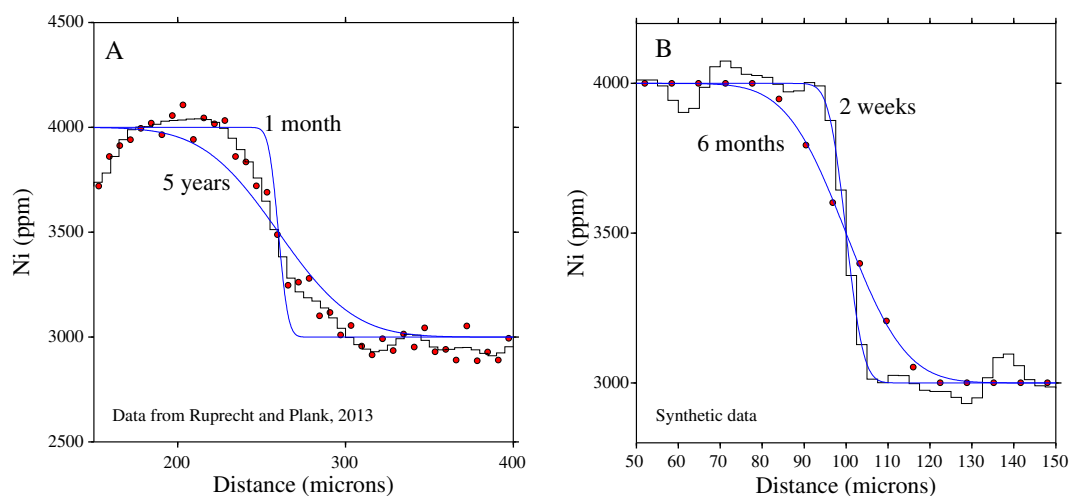 A
4500
4000
3500
3000
2500
Ni (ppm)
1 month
5 years
Data from Ruprecht and Plank, 2013
200
300
400
Distance (microns)
B
4000
3500
3000
Ni (ppm)
2 weeks
6 months
Synthetic data
50 60 70 80 90 100 110 120 130 140 150
Distance (microns)